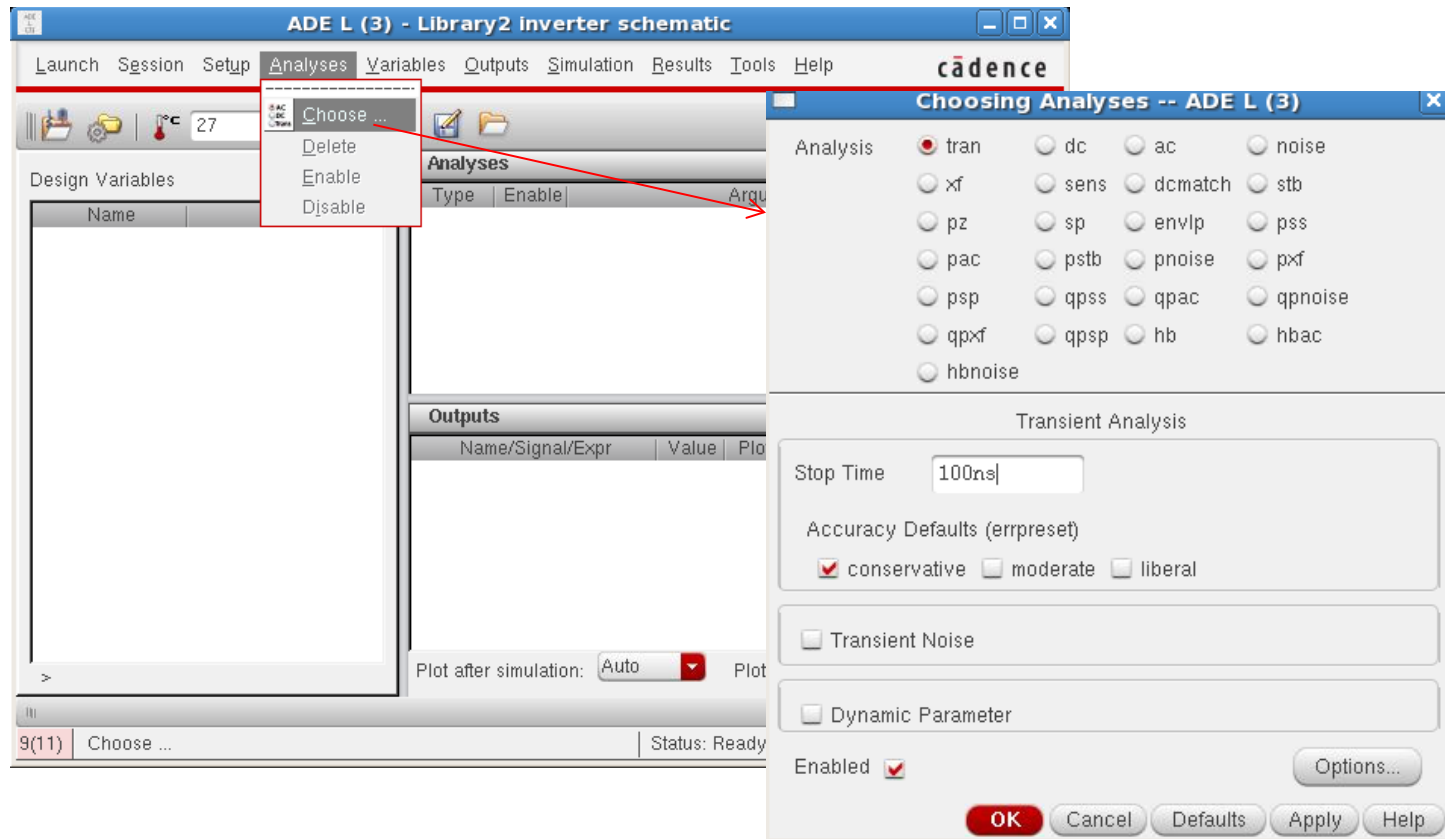 ADE L (3) - Library2 inverter schematic
Launch Session Setup Analyses Variables Outputs Simulation Results Tools Help cādence
°C 27
Choose ...
Delete
Enable
Disable
Design Variables
Name
Analyses
Type Enable Argu
Outputs
Name/Signal/Expr Value Plo
Plot after simulation: Auto Plot
>
9(11) Choose ... Status: Ready
Choosing Analyses -- ADE L (3)
Analysis tran dc ac noise
xf sens dcmatch stb
pz sp envlp pss
pac pstb pnoise pxf
psp qpss qpac qpnoise
qpxf qpsp hb hbac
hbnoise
Transient Analysis
Stop Time 100ns
Accuracy Defaults (errpreset)
conservative moderate liberal
Transient Noise
Dynamic Parameter
Enabled Options...
OK Cancel Defaults Apply Help